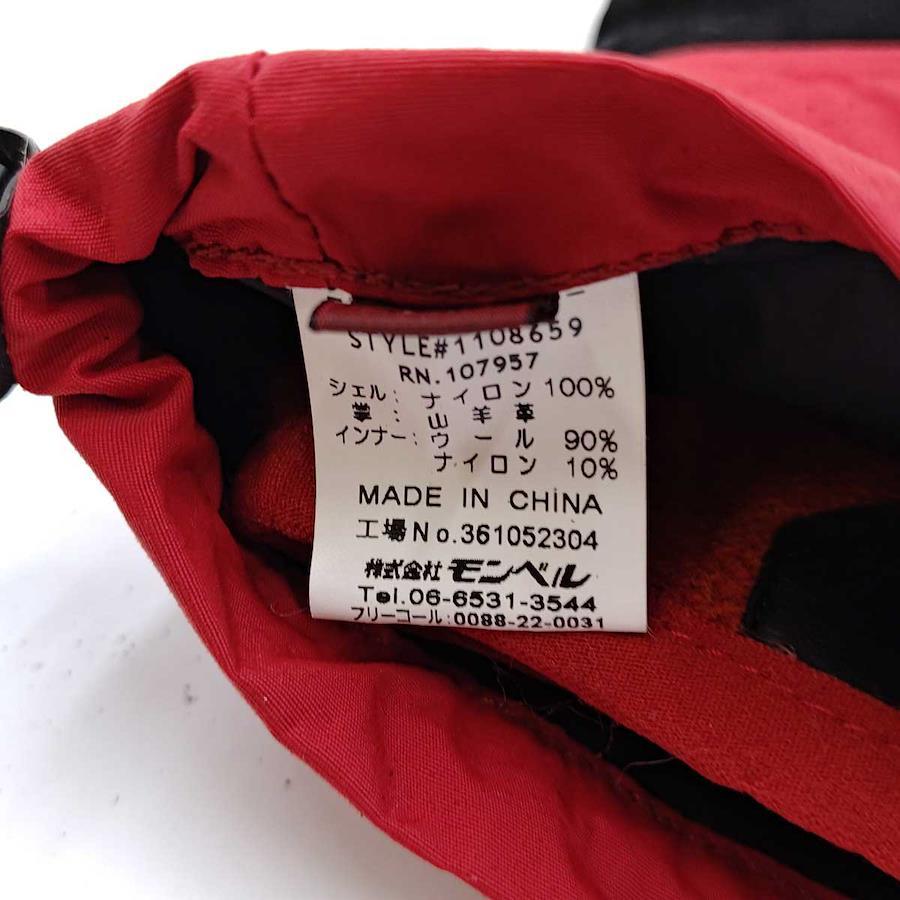 STYLE#1108659
RN.107957
シェル: ナイロン 100%
掌: 山羊革
インナー: ウール 90%
ナイロン 10%
MADE IN CHINA
工場No.361052304
株式会社 モンベル
Tel.06-6531-3544
フリーコール:0088-22-0031